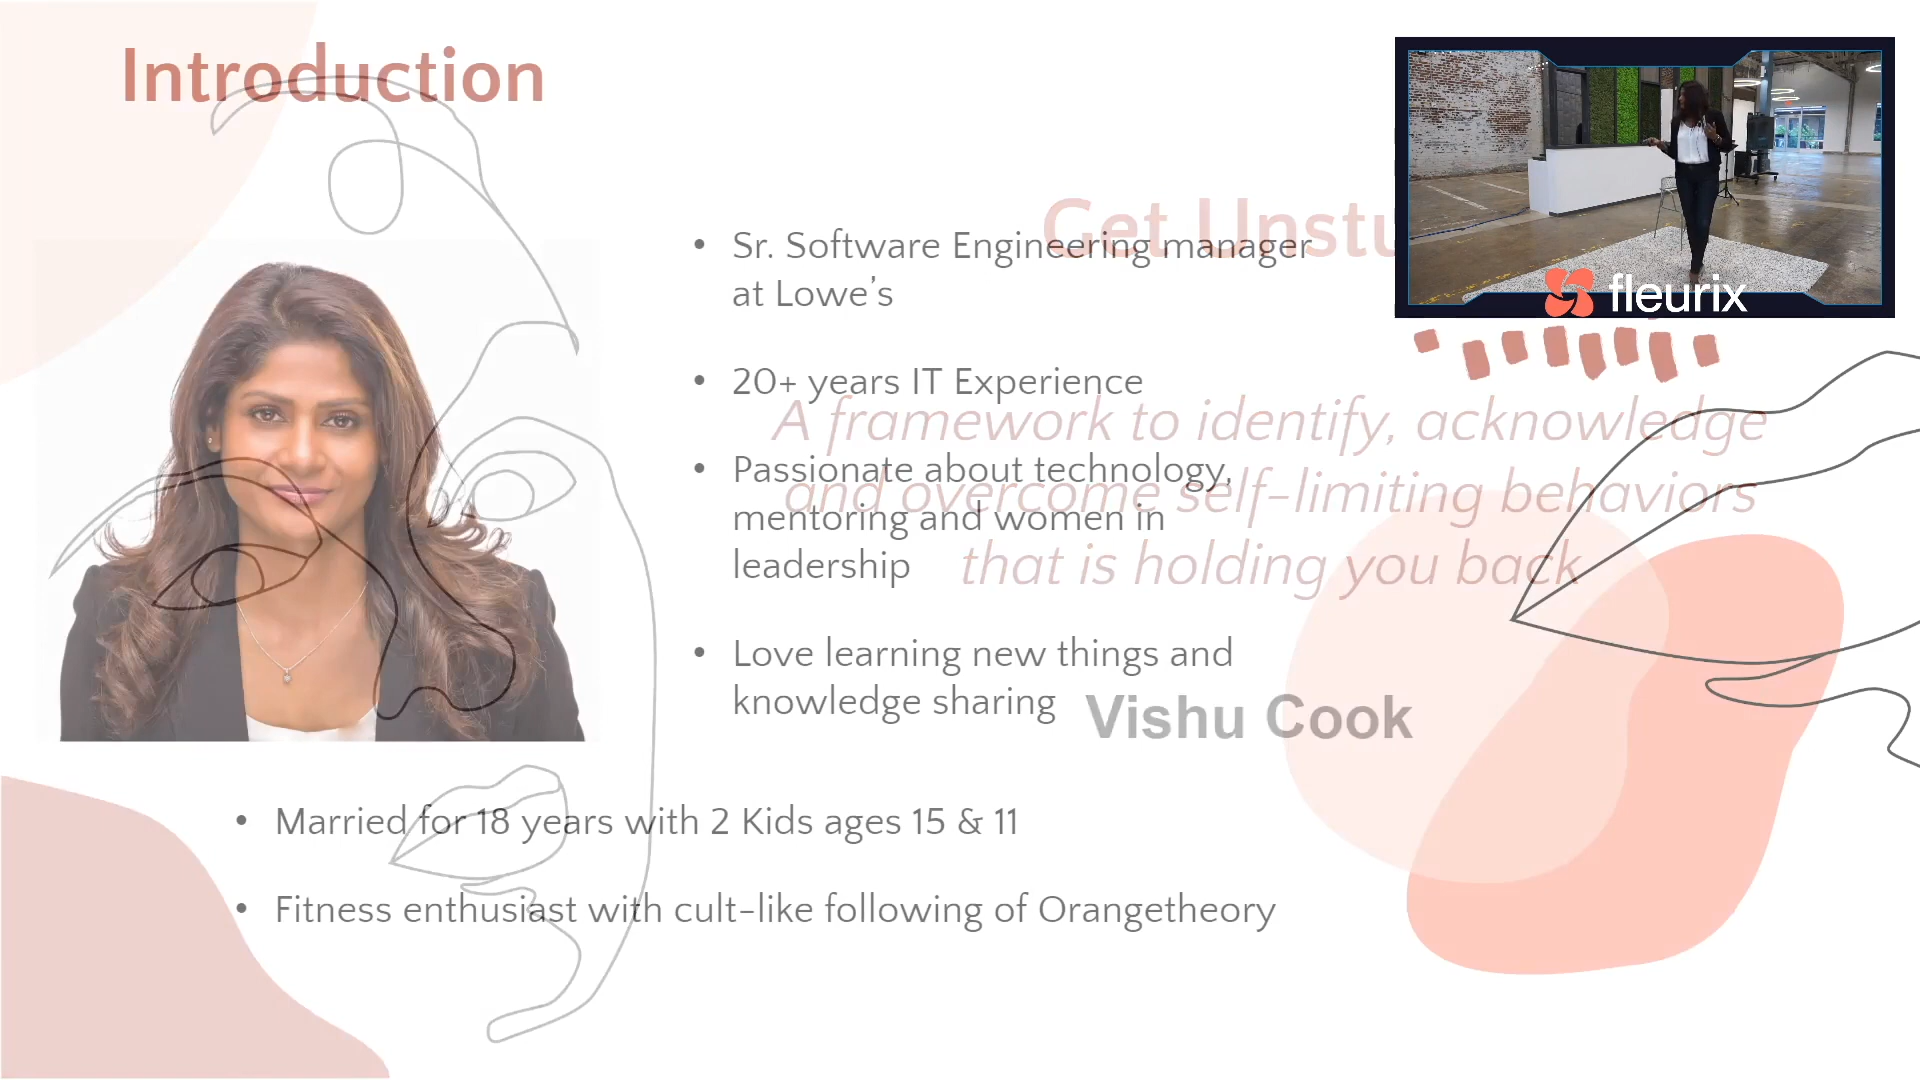 Introduction
Get Unstu
fleurix
• Sr. Software Engineering manager
at Lowe’s
• 20+ years IT Experience
A framework to identify, acknowledge
• Passionate about technology,
and overcome self-limiting behaviors
mentoring and women in
leadership
that is holding you back
• Love learning new things and
knowledge sharing
Vishu Cook
• Married for 18 years with 2 Kids ages 15 & 11
• Fitness enthusiast with cult-like following of Orangetheory